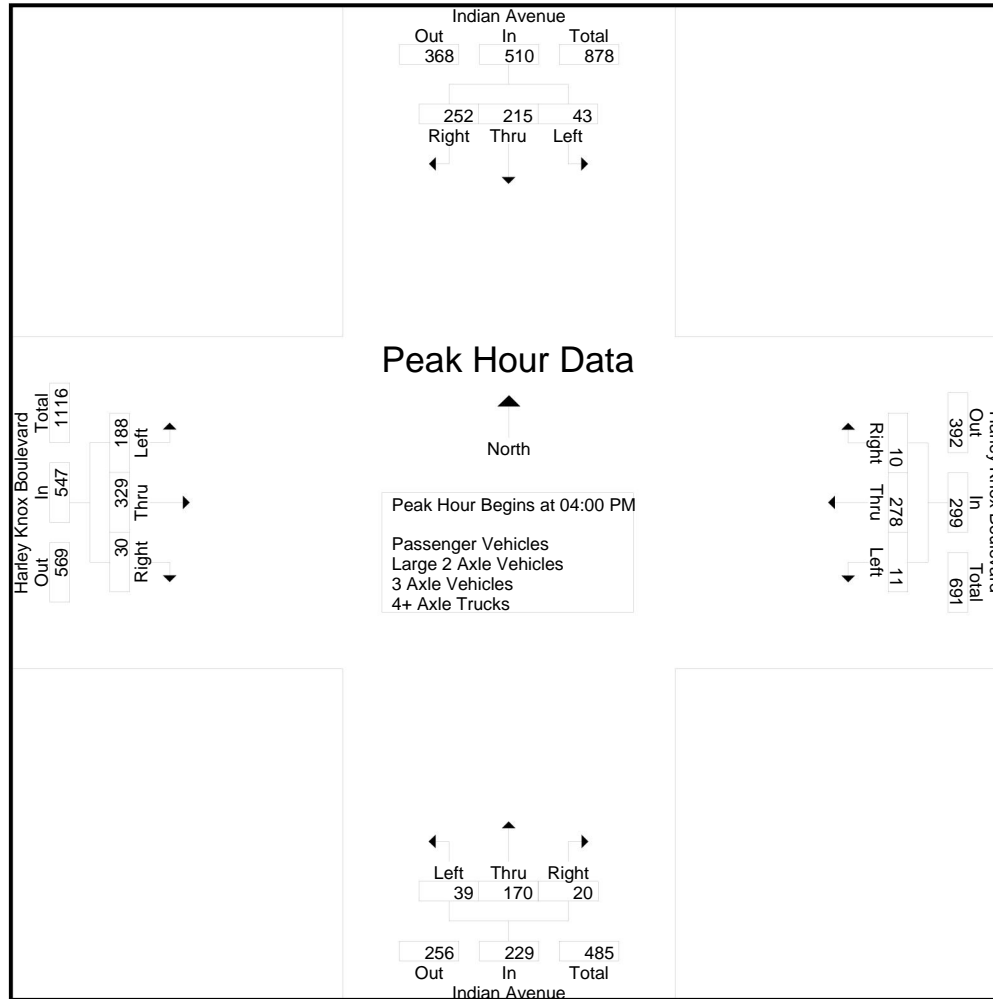 Indian Avenue
Out In Total
368 510 878
252 215 43
Right Thru Left
Peak Hour Data
North
Peak Hour Begins at 04:00 PM
Passenger Vehicles
Large 2 Axle Vehicles
3 Axle Vehicles
4+ Axle Trucks
Harley Knox Boulevard
Out In Total
569 547 1116
Right Thru Left
30 329 188
Right Thru Left
10 278 11
Out In Total
392 299 691
Left Thru Right
39 170 20
256 229 485
Out In Total
Indian Avenue